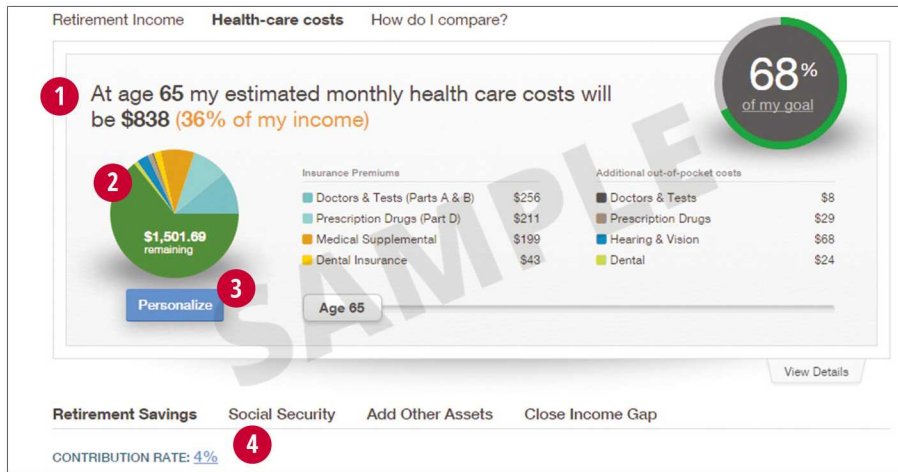 Retirement Income Health-care costs How do I compare?
68%
of my goal
1
At age 65 my estimated monthly health care costs will
be $838 (36% of my income)
2
$1,501.69
remaining
3
Personalize
Insurance Premiums
Doctors & Tests (Parts A & B) $256
Prescription Drugs (Part D) $211
Medical Supplemental $199
Dental Insurance $43
Additional out-of-pocket costs
Doctors & Tests $8
Prescription Drugs $29
Hearing & Vision $68
Dental $24
Age 65
SAMPLE
View Details
Retirement Savings Social Security Add Other Assets Close Income Gap
4
CONTRIBUTION RATE: 4%